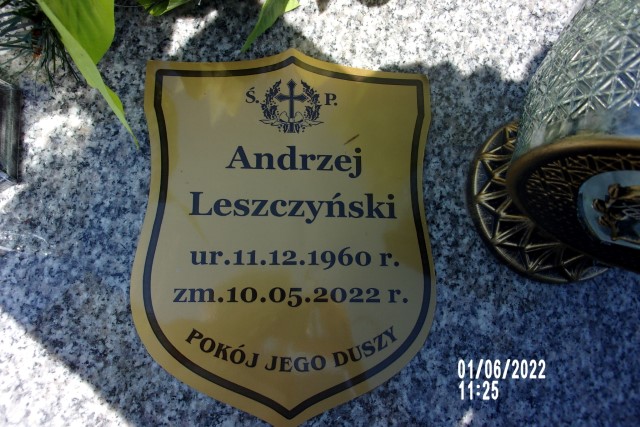 Ś. P.
Andrzej
Leszczyński
ur.11.12.1960 r.
zm.10.05.2022 r.
POKÓJ JEGO DUSZY
01/06/2022
11:25